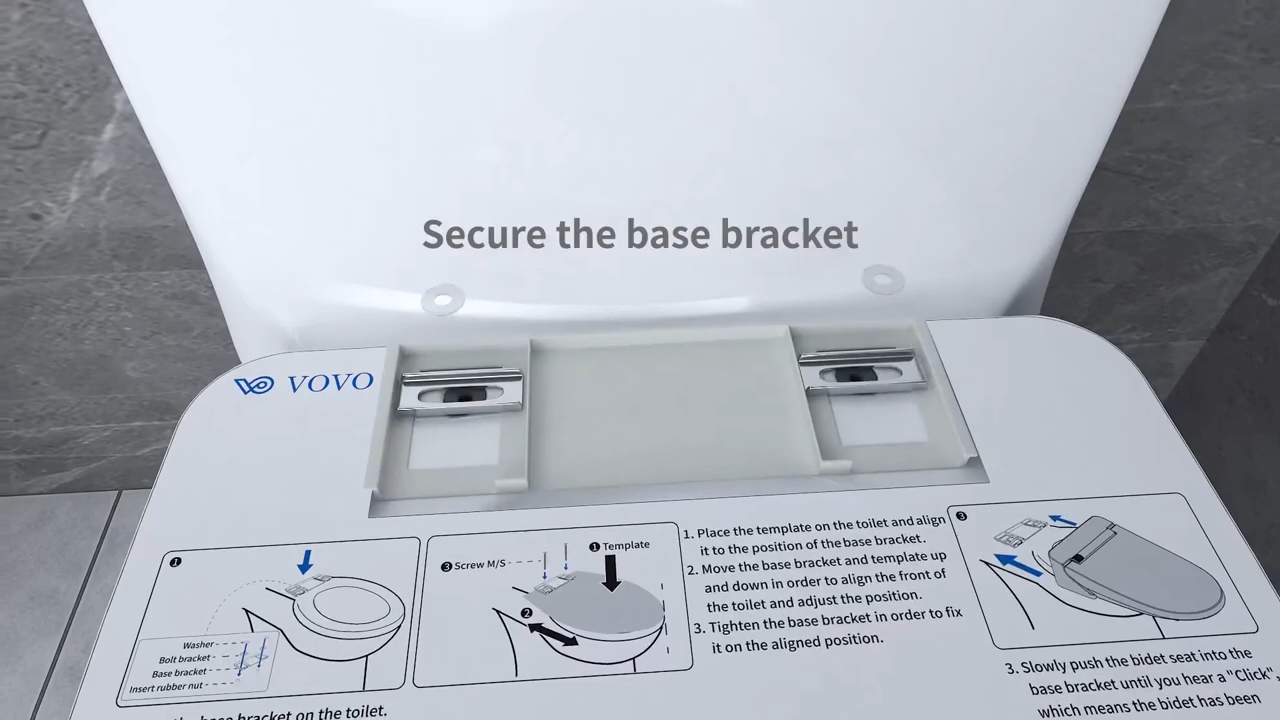 Secure the base bracket
VOVO
❶
Washer
Bolt bracket
Base bracket
Insert rubber nut
the base bracket on the toilet.
❶ Template
❸ Screw M/S
❷
1. Place the template on the toilet and align
it to the position of the base bracket.
2. Move the base bracket and template up
and down in order to align the front of
the toilet and adjust the position.
3. Tighten the base bracket in order to fix
it on the aligned position.
❸
3. Slowly push the bidet seat into the
base bracket until you hear a "Click",
which means the bidet has been